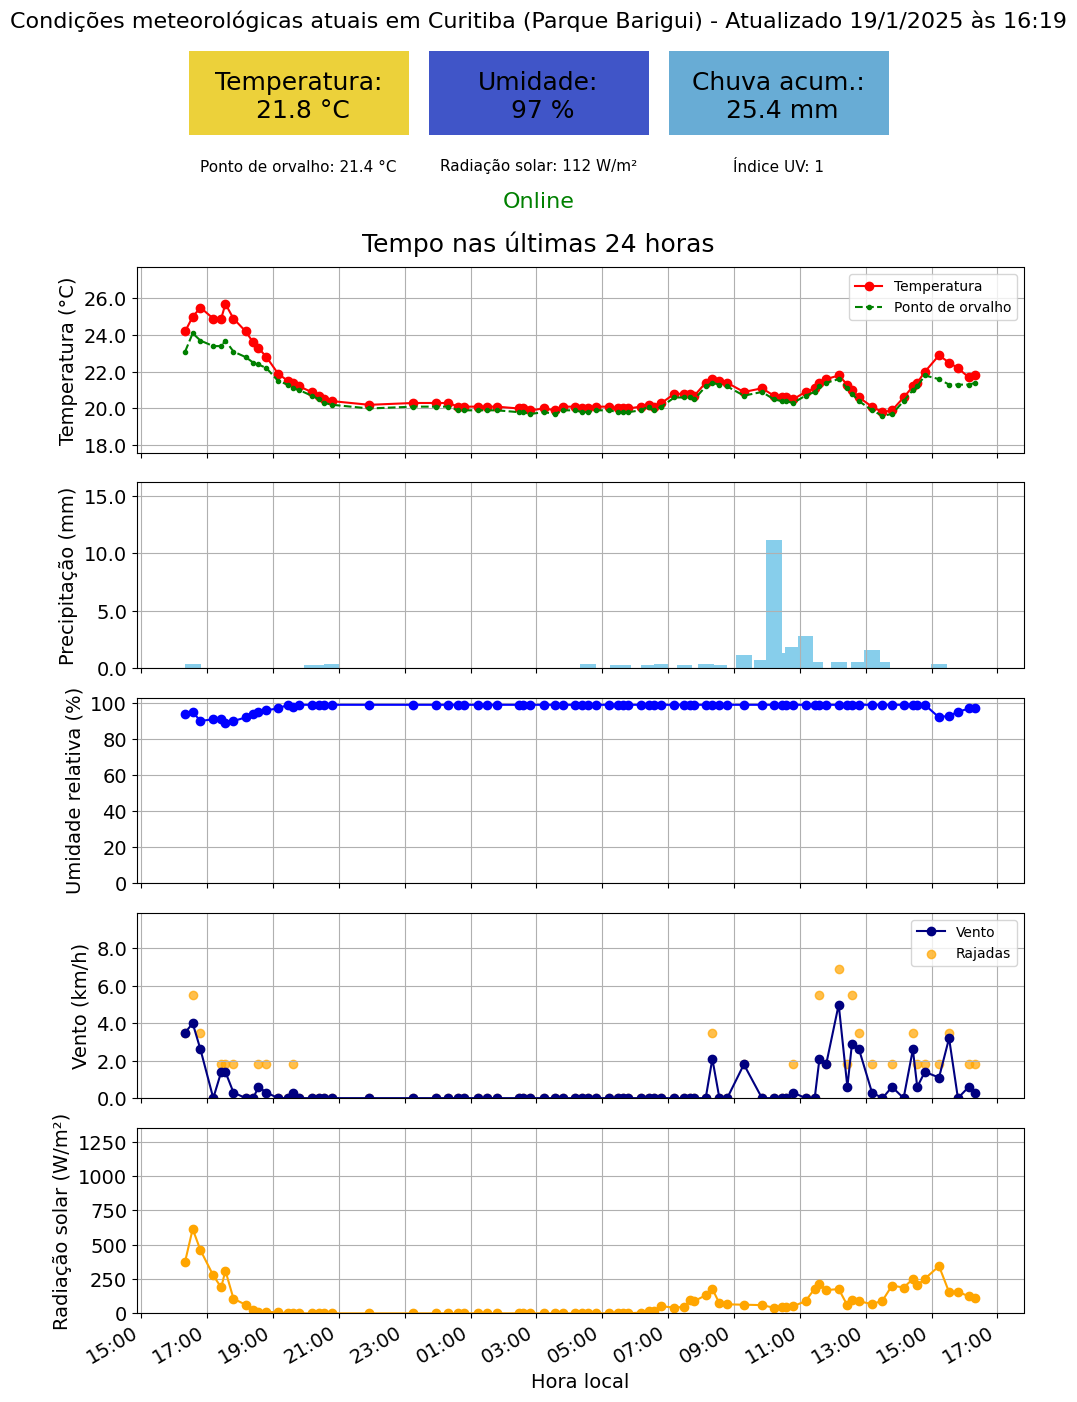 Condições meteorológicas atuais em Curitiba (Parque Barigui) - Atualizado 19/1/2025 às 16:19
Temperatura:
21.8 °C
Umidade:
97 %
Chuva acum.:
25.4 mm
Ponto de orvalho: 21.4 °C
Radiação solar: 112 W/m²
Índice UV: 1
Online
Tempo nas últimas 24 horas
Temperatura (°C)
26.0
24.0
22.0
20.0
18.0
Temperatura
Ponto de orvalho
Precipitação (mm)
15.0
10.0
5.0
0.0
Umidade relativa (%)
100
80
60
40
20
0
Vento (km/h)
8.0
6.0
4.0
2.0
0.0
Vento
Rajadas
Radiação solar (W/m²)
1250
1000
750
500
250
0
15:00
17:00
19:00
21:00
23:00
01:00
03:00
05:00
07:00
09:00
11:00
13:00
15:00
17:00
Hora local